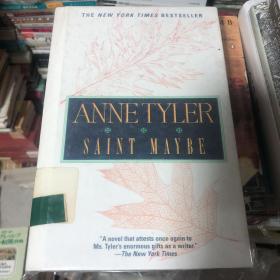 THE NEW YORK TIMES BESTSELLER
ANNE TYLER
SAINT MAYBE
"A novel that attests once again to
Ms. Tyler's enormous gifts as a writer."
—The New York Times